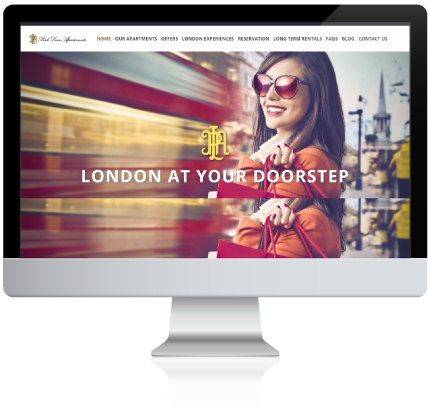 Park Lane Apartments HOME OUR APARTMENTS OFFERS LONDON EXPERIENCES RESERVATION LONG TERM RENTALS FAQS BLOG CONTACT US
LONDON AT YOUR DOORSTEP